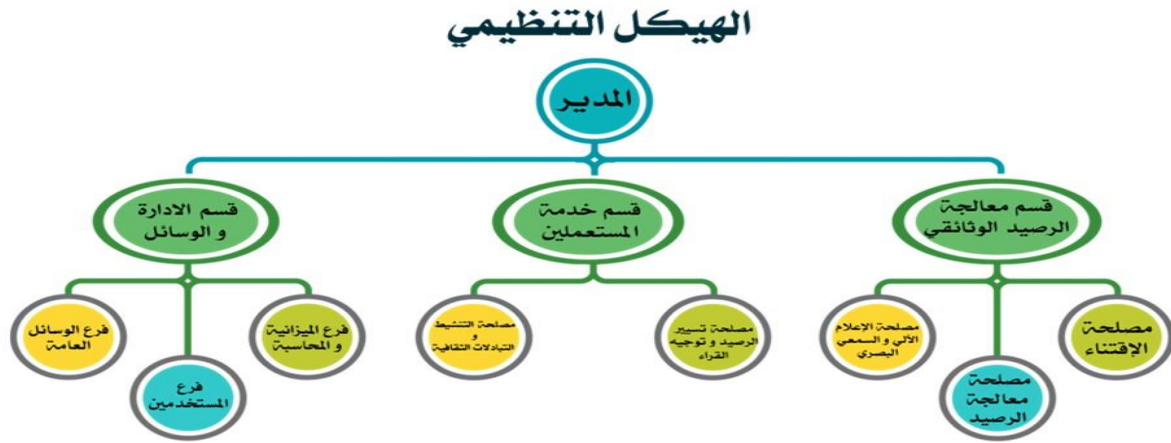 الهيكل التنظيمي
المدير
قسم معالجة
الرصيد الوثائقي
قسم خدمة
المستعملين
قسم الادارة
و الوسائل
مصلحة
الإقتناء
مصلحة
معالجة
الرصيد
مصلحة الإعلام
الآلي و السمعي
البصري
مصلحة تسيير
الرصيد و توجيه
القراء
مصلحة التنشيط
و
التبادلات الثقافية
فرع الميزانية
و المحاسبة
فرع
المستخدمين
فرع الوسائل
العامة